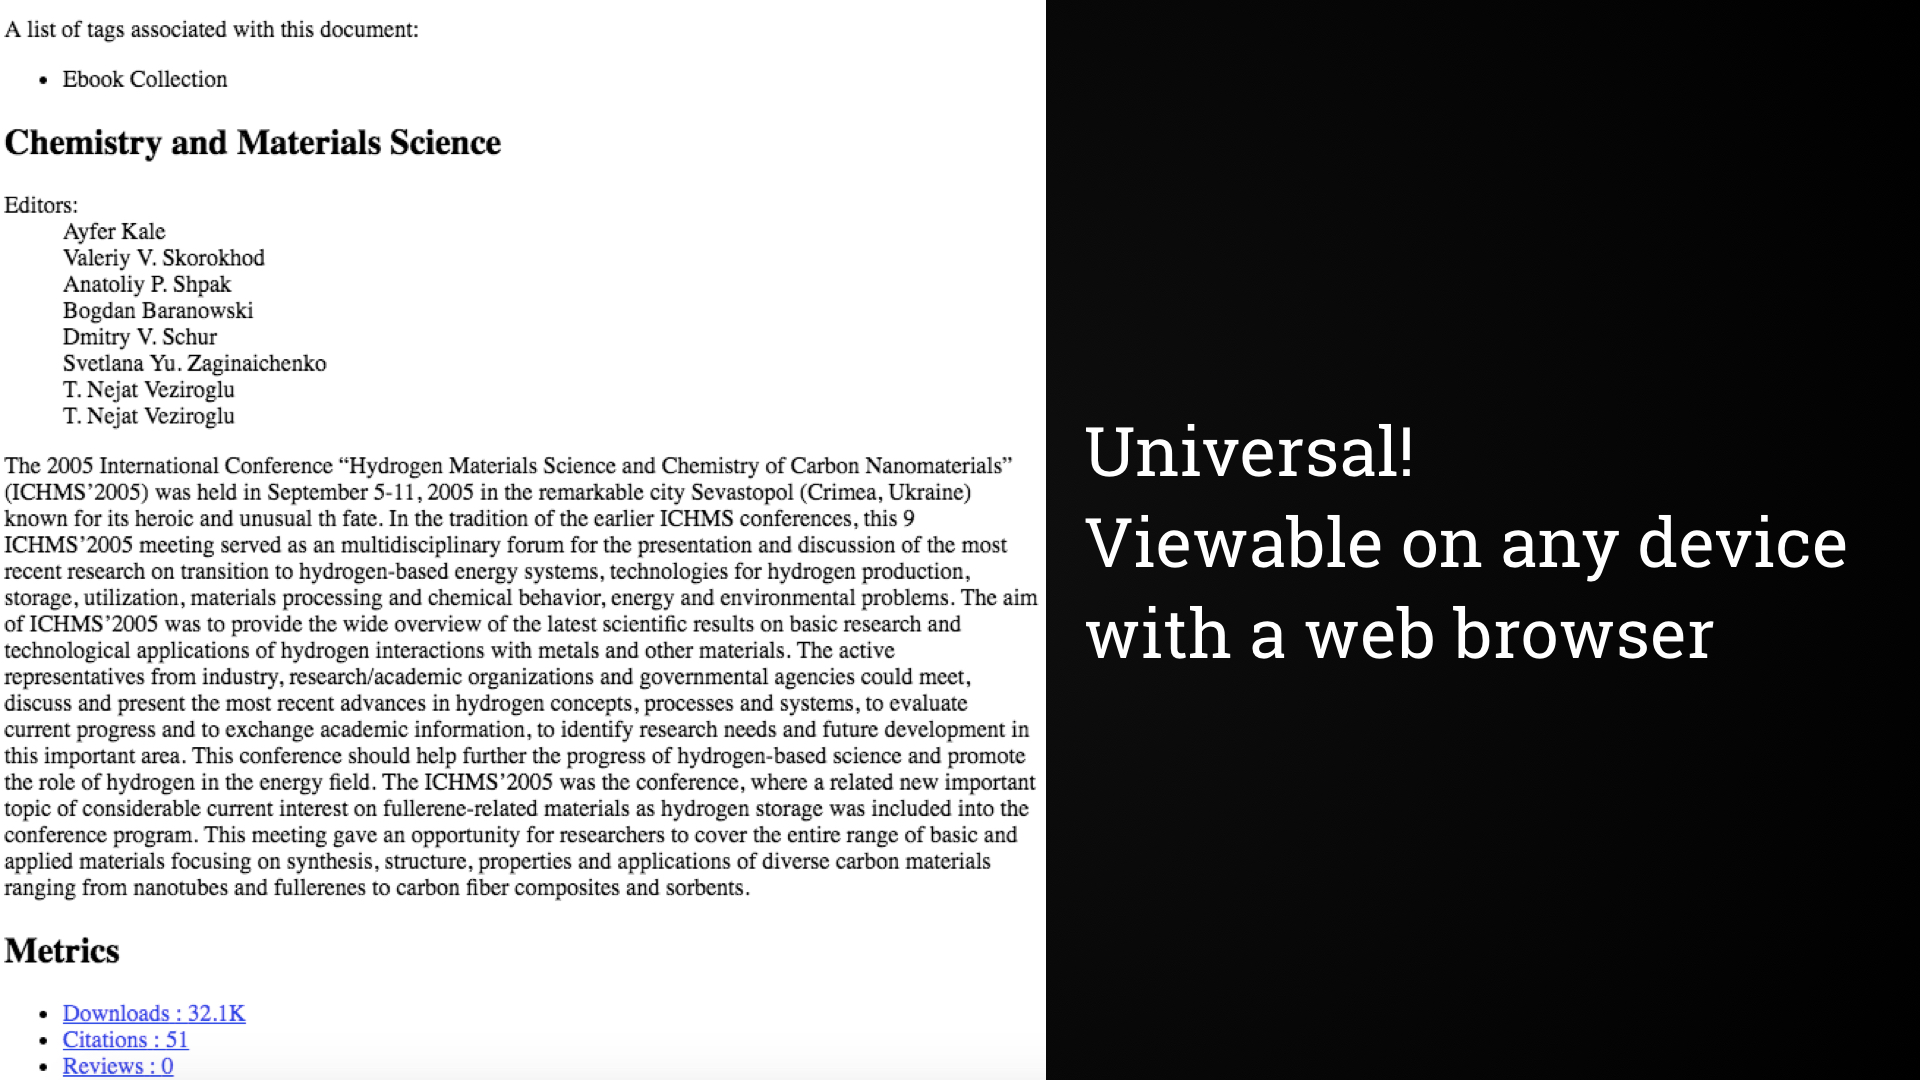 A list of tags associated with this document:
• Ebook Collection
Chemistry and Materials Science
Editors:
Ayfer Kale
Valeriy V. Skorokhod
Anatoliy P. Shpak
Bogdan Baranowski
Dmitry V. Schur
Svetlana Yu. Zaginaichenko
T. Nejat Veziroglu
T. Nejat Veziroglu
The 2005 International Conference “Hydrogen Materials Science and Chemistry of Carbon Nanomaterials”
(ICHMS’2005) was held in September 5-11, 2005 in the remarkable city Sevastopol (Crimea, Ukraine)
known for its heroic and unusual th fate. In the tradition of the earlier ICHMS conferences, this 9
ICHMS’2005 meeting served as an multidisciplinary forum for the presentation and discussion of the most
recent research on transition to hydrogen-based energy systems, technologies for hydrogen production,
storage, utilization, materials processing and chemical behavior, energy and environmental problems. The aim
of ICHMS’2005 was to provide the wide overview of the latest scientific results on basic research and
technological applications of hydrogen interactions with metals and other materials. The active
representatives from industry, research/academic organizations and governmental agencies could meet,
discuss and present the most recent advances in hydrogen concepts, processes and systems, to evaluate
current progress and to exchange academic information, to identify research needs and future development in
this important area. This conference should help further the progress of hydrogen-based science and promote
the role of hydrogen in the energy field. The ICHMS’2005 was the conference, where a related new important
topic of considerable current interest on fullerene-related materials as hydrogen storage was included into the
conference program. This meeting gave an opportunity for researchers to cover the entire range of basic and
applied materials focusing on synthesis, structure, properties and applications of diverse carbon materials
ranging from nanotubes and fullerenes to carbon fiber composites and sorbents.
Metrics
• Downloads : 32.1K
• Citations : 51
• Reviews : 0
Universal!
Viewable on any device
with a web browser